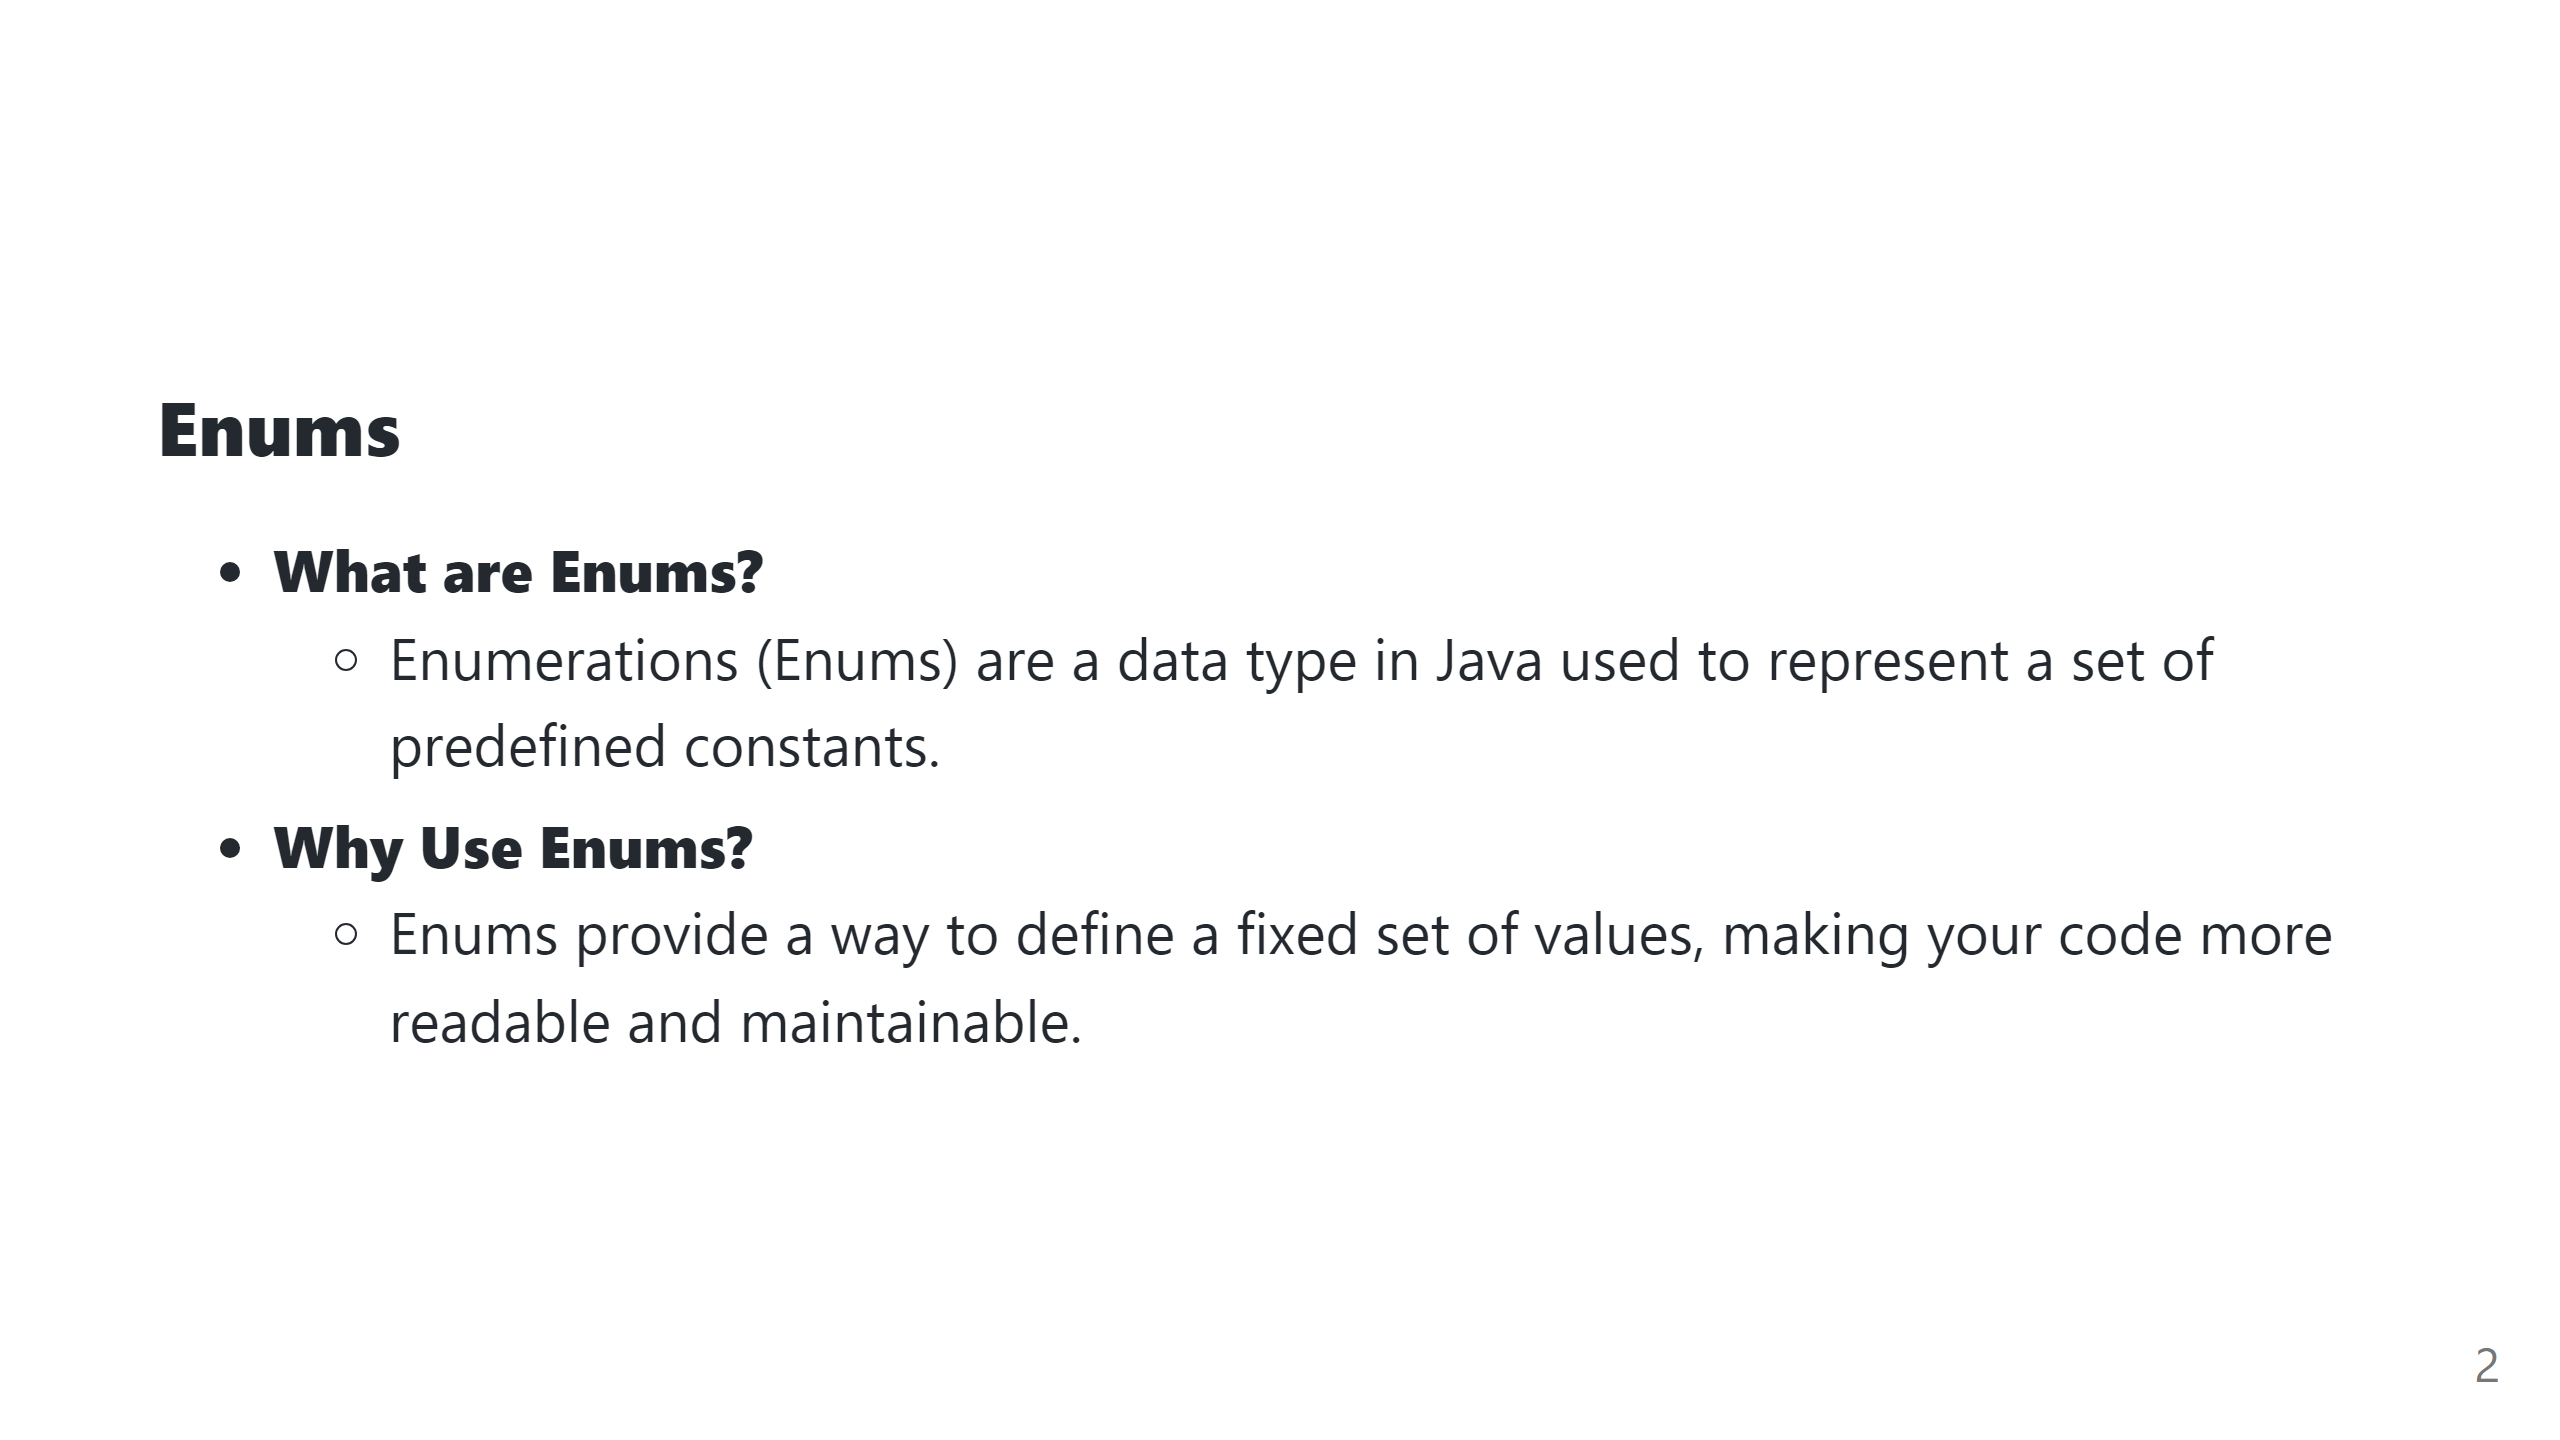 Enums
• What are Enums?
○ Enumerations (Enums) are a data type in Java used to represent a set of
predefined constants.
• Why Use Enums?
○ Enums provide a way to define a fixed set of values, making your code more
readable and maintainable.
2